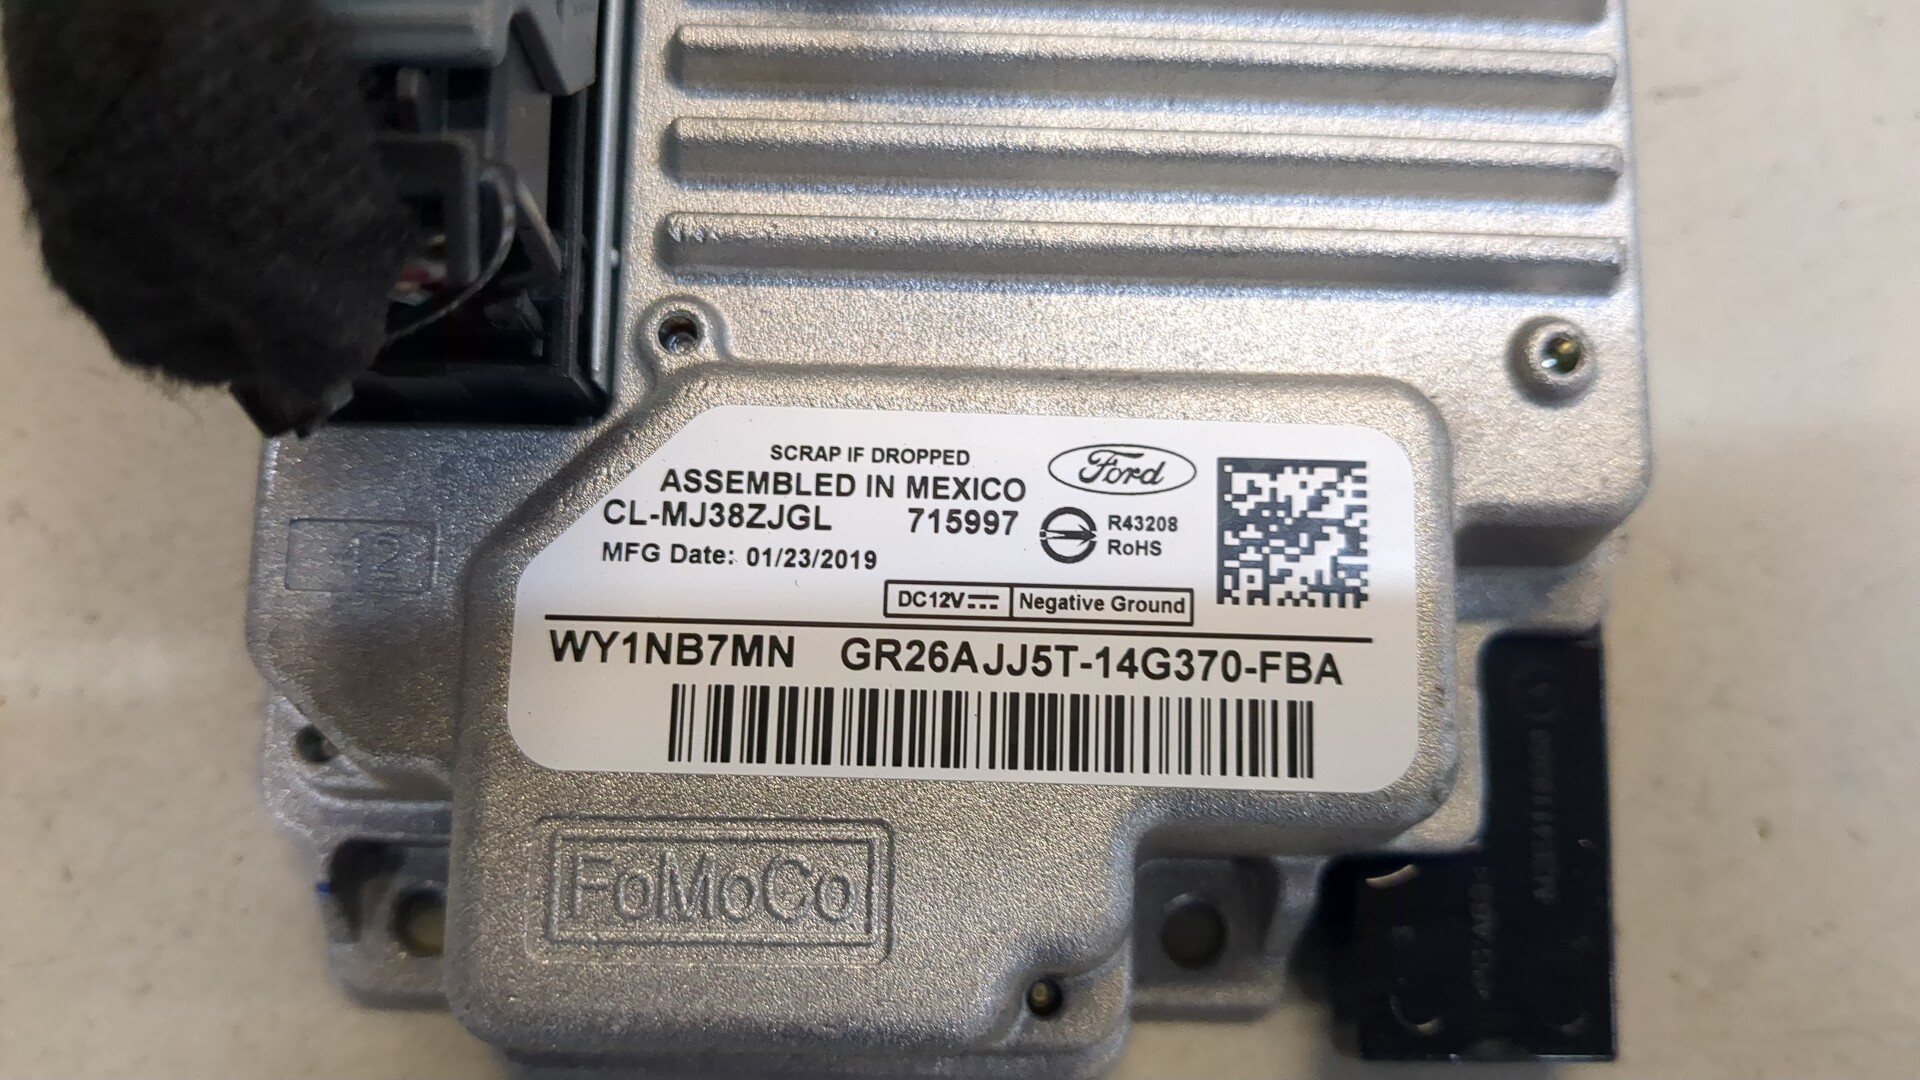 SCRAP IF DROPPED
ASSEMBLED IN MEXICO
Ford
CL-MJ38ZJGL 715997
R43208
RoHS
MFG Date: 01/23/2019
DC12V Negative Ground
WY1NB7MN GR26AJJ5T-14G370-FBA
FoMoCo